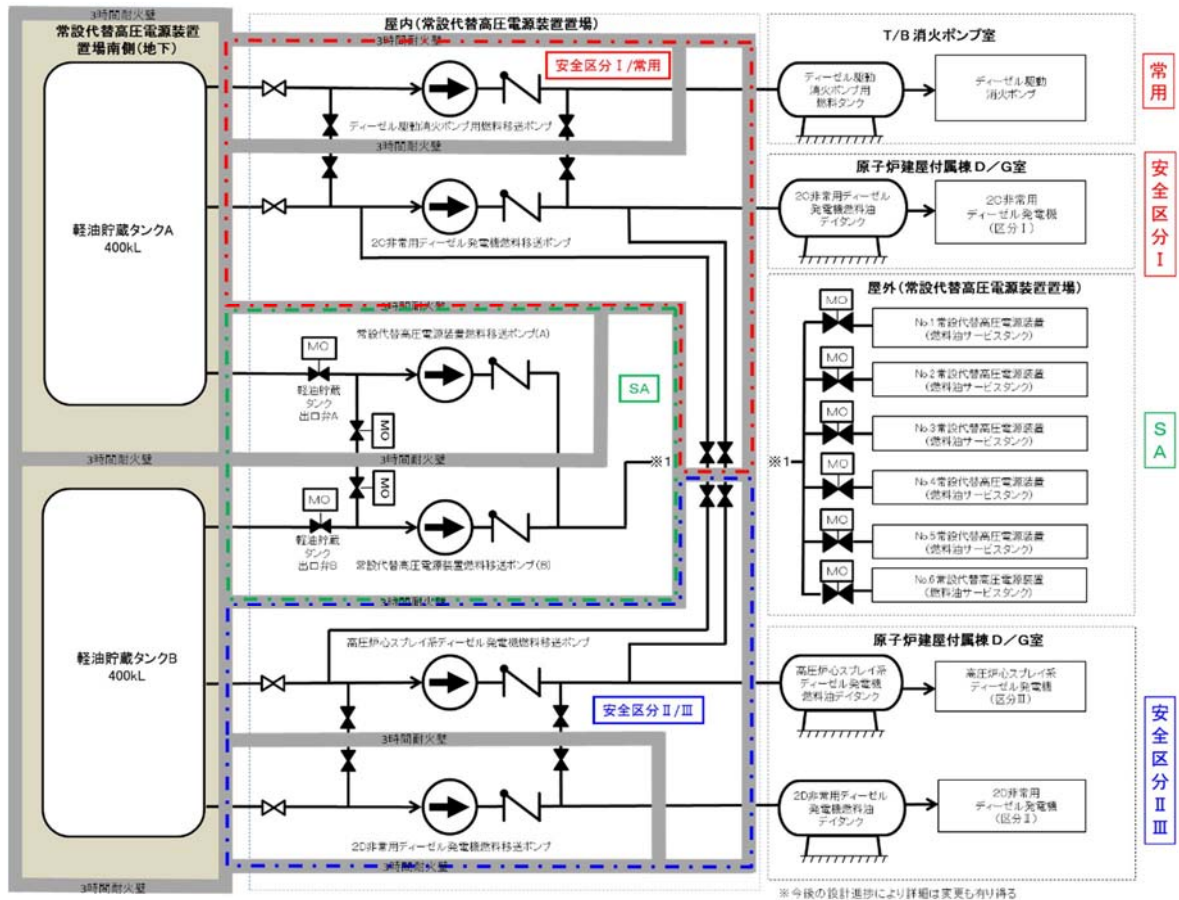 3時間耐火壁
常設代替高圧電源装置
置場南側(地下)
軽油貯蔵タンクA
400kL
3時間耐火壁
軽油貯蔵タンクB
400kL
3時間耐火壁
屋内(常設代替高圧電源装置置場)
3時間耐火壁
安全区分Ⅰ/常用
ディーゼル駆動消火ポンプ用燃料移送ポンプ
3時間耐火壁
2C非常用ディーゼル発電機燃料移送ポンプ
3時間耐火壁
常設代替高圧電源装置燃料移送ポンプ(A)
MO
軽油貯蔵
タンク
出口弁A
SA
MO
3時間耐火壁
※1
MO
MO
軽油貯蔵
タンク
出口弁B
常設代替高圧電源装置燃料移送ポンプ(B)
3時間耐火壁
高圧炉心スプレイ系ディーゼル発電機燃料移送ポンプ
安全区分Ⅱ/Ⅲ
3時間耐火壁
2D非常用ディーゼル発電機燃料移送ポンプ
3時間耐火壁
T/B 消火ポンプ室
ディーゼル駆動
消火ポンプ用
燃料タンク
ディーゼル駆動
消火ポンプ
常用
原子炉建屋付属棟D/G室
2C非常用ディーゼル
発電機燃料油
デイタンク
2C非常用
ディーゼル発電機
(区分Ⅰ)
安全区分Ⅰ
屋外(常設代替高圧電源装置置場)
※1
MO
No.1常設代替高圧電源装置
(燃料油サービスタンク)
MO
No.2常設代替高圧電源装置
(燃料油サービスタンク)
MO
No.3常設代替高圧電源装置
(燃料油サービスタンク)
MO
No.4常設代替高圧電源装置
(燃料油サービスタンク)
MO
No.5常設代替高圧電源装置
(燃料油サービスタンク)
MO
No.6常設代替高圧電源装置
(燃料油サービスタンク)
SA
原子炉建屋付属棟D/G室
高圧炉心スプレイ系
ディーゼル発電機
燃料油デイタンク
高圧炉心スプレイ系
ディーゼル発電機
(区分Ⅲ)
2D非常用ディーゼル
発電機燃料油
デイタンク
2D非常用
ディーゼル発電機
(区分Ⅱ)
安全区分ⅡⅢ
※今後の設計進捗により詳細は変更も有り得る